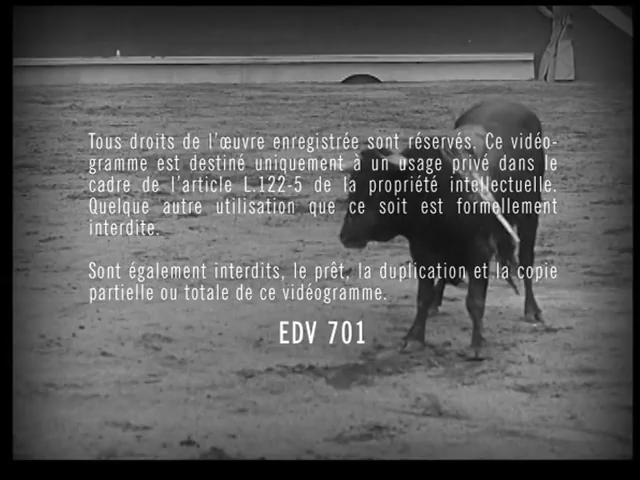 Tous droits de l'œuvre enregistrée sont réservés. Ce vidéo-
gramme est destiné uniquement à un usage privé dans le
cadre de l'article L.122-5 de la propriété intellectuelle.
Quelque autre utilisation que ce soit est formellement
interdite.
Sont également interdits, le prêt, la duplication et la copie
partielle ou totale de ce vidéogramme.
EDV 701